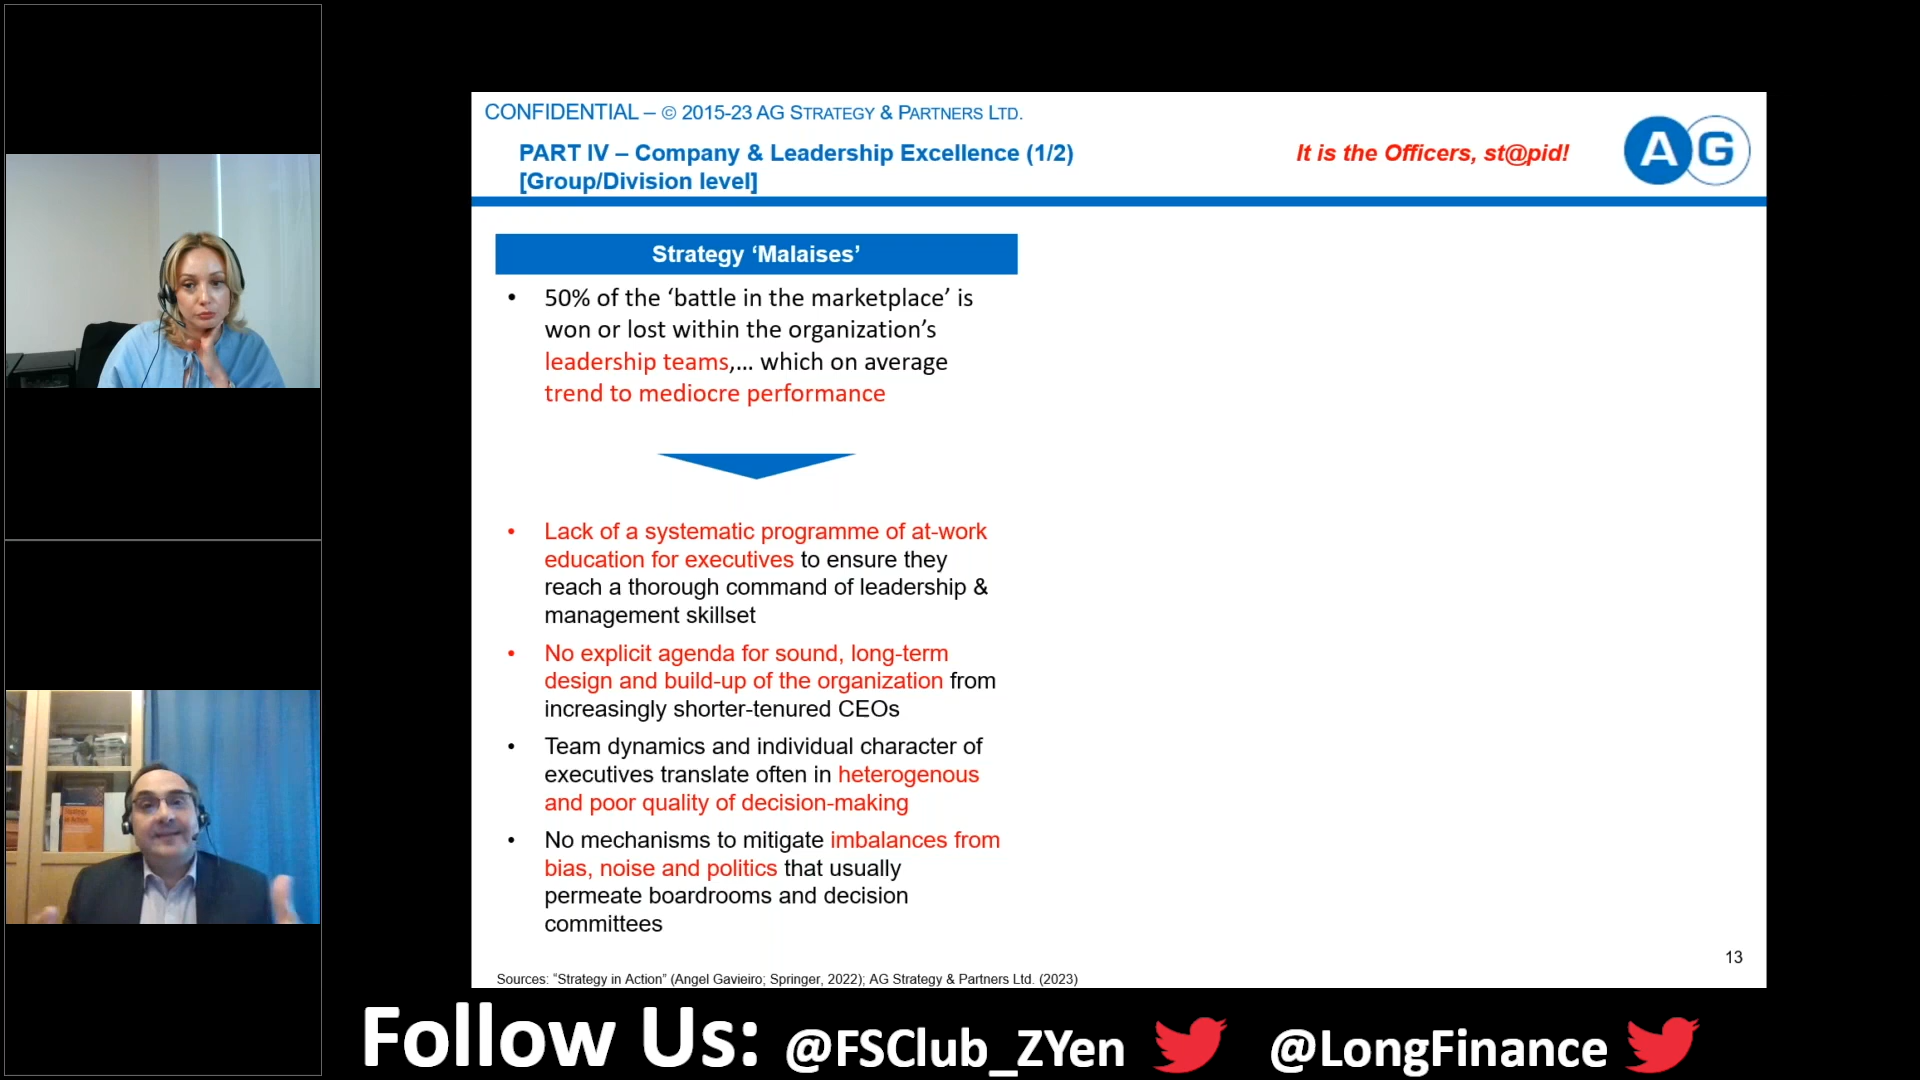 CONFIDENTIAL – © 2015-23 AG STRATEGY & PARTNERS LTD.
PART IV – Company & Leadership Excellence (1/2)
[Group/Division level]
It is the Officers, st@pid!
AG
Strategy ‘Malaises’
• 50% of the ‘battle in the marketplace’ is
won or lost within the organization’s
leadership teams,... which on average
trend to mediocre performance
• Lack of a systematic programme of at-work
education for executives to ensure they
reach a thorough command of leadership &
management skillset
• No explicit agenda for sound, long-term
design and build-up of the organization from
increasingly shorter-tenured CEOs
• Team dynamics and individual character of
executives translate often in heterogenous
and poor quality of decision-making
• No mechanisms to mitigate imbalances from
bias, noise and politics that usually
permeate boardrooms and decision
committees
13
Sources: “Strategy in Action” (Angel Gavieiro; Springer, 2022); AG Strategy & Partners Ltd. (2023)
Follow Us: @FSClub_ZYen @LongFinance